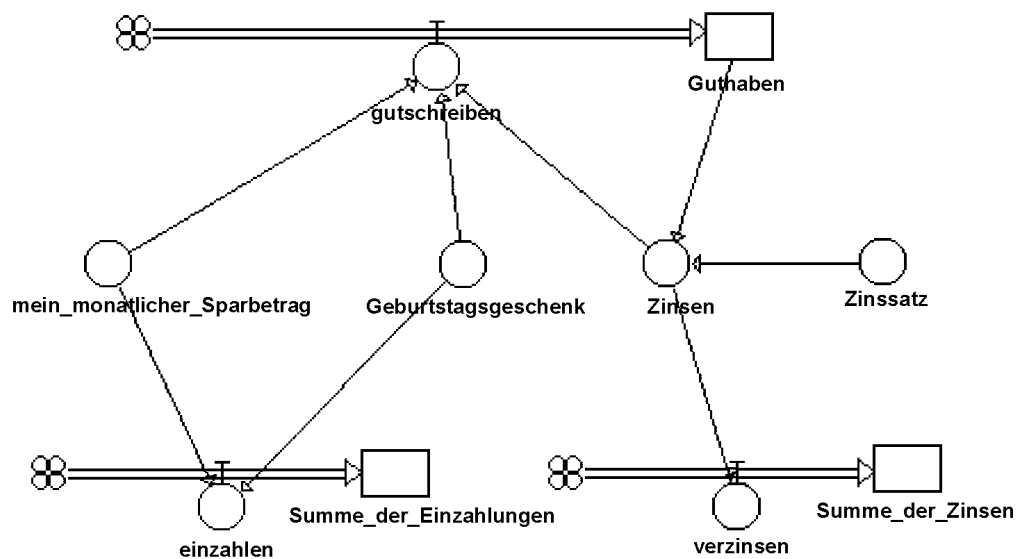 Guthaben
gutschreiben
mein_monatlicher_Sparbetrag
Geburtstagsgeschenk
Zinsen
Zinssatz
Summe_der_Einzahlungen
Summe_der_Zinsen
einzahlen
verzinsen